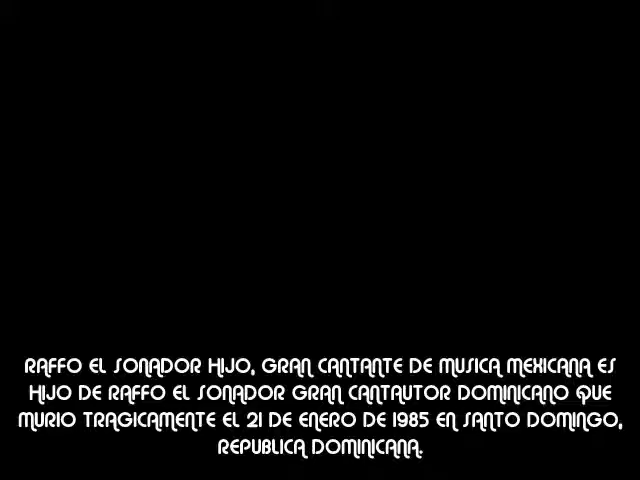 RAFFO EL SONADOR HIJO, GRAN CANTANTE DE MUSICA MEXICANA ES
HIJO DE RAFFO EL SONADOR GRAN CANTAUTOR DOMINICANO QUE
MURIO TRAGICAMENTE EL 21 DE ENERO DE 1985 EN SANTO DOMINGO,
REPUBLICA DOMINICANA.